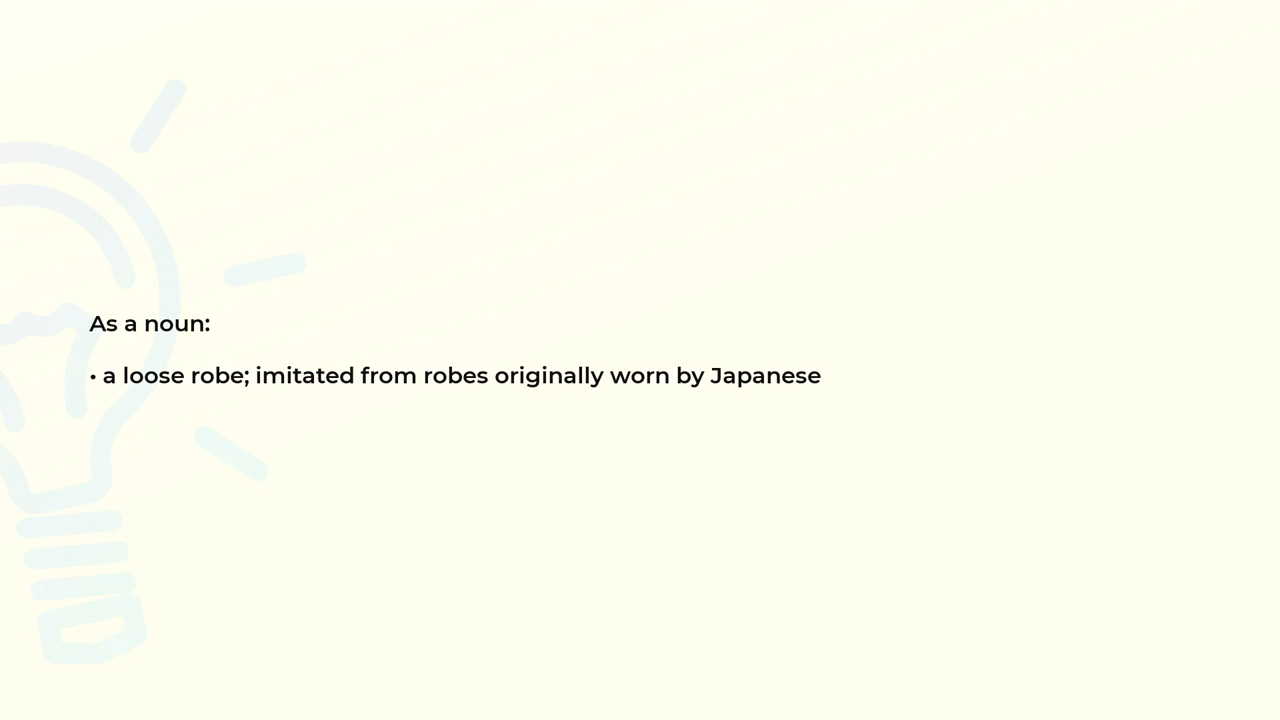 As a noun:
• a loose robe; imitated from robes originally worn by Japanese